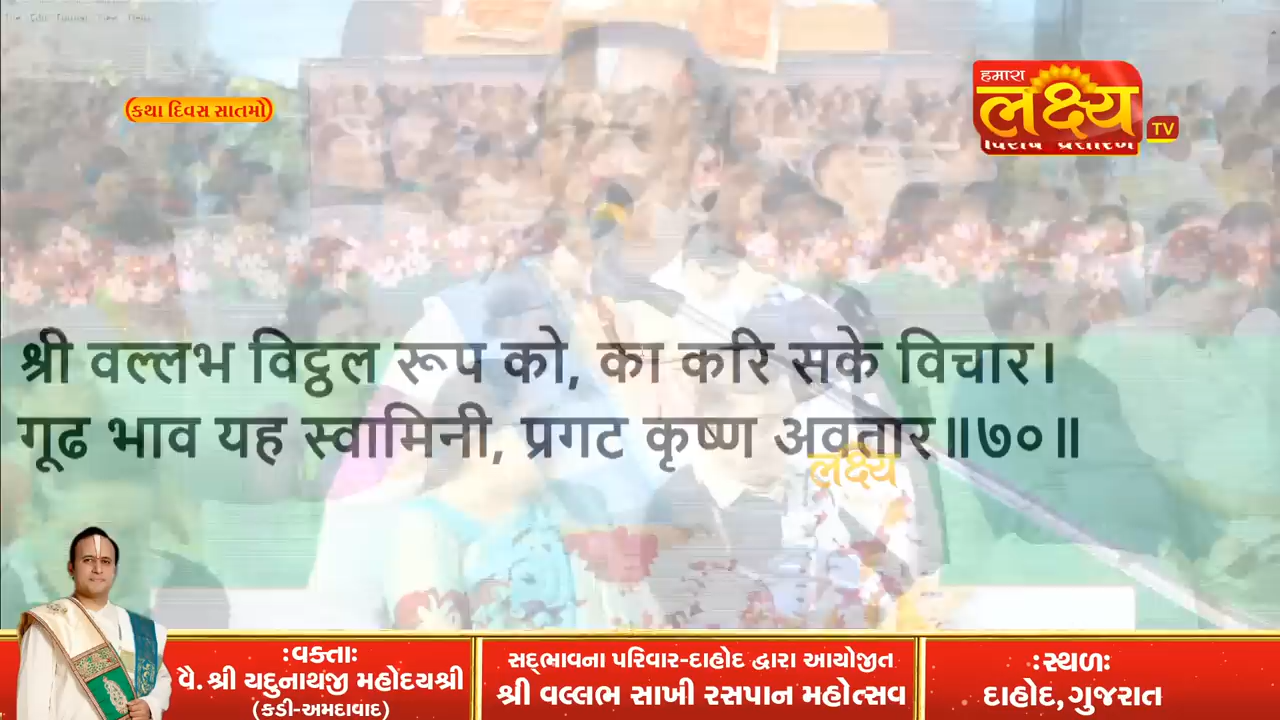 કથા દિવસ સાતમો
હમારા
લક્ષ્ય
TV
श्री वल्लभ विट्ठल रूप को, का करि सके विचार।
गूढ भाव यह स्वामिनी, प्रगट कृष्ण अवतार॥७०॥
લક્ષ્ય
:વક્તા:
વૈ. શ્રી યદુનાથજી મહોદયશ્રી
(કડી-અમદાવાદ)
સદ્ભાવના પરિવાર-દાહોદ દ્વારા આયોજીત
શ્રી વલ્લભ સાખી રસપાન મહોત્સવ
:સ્થળ:
દાહોદ, ગુજરાત